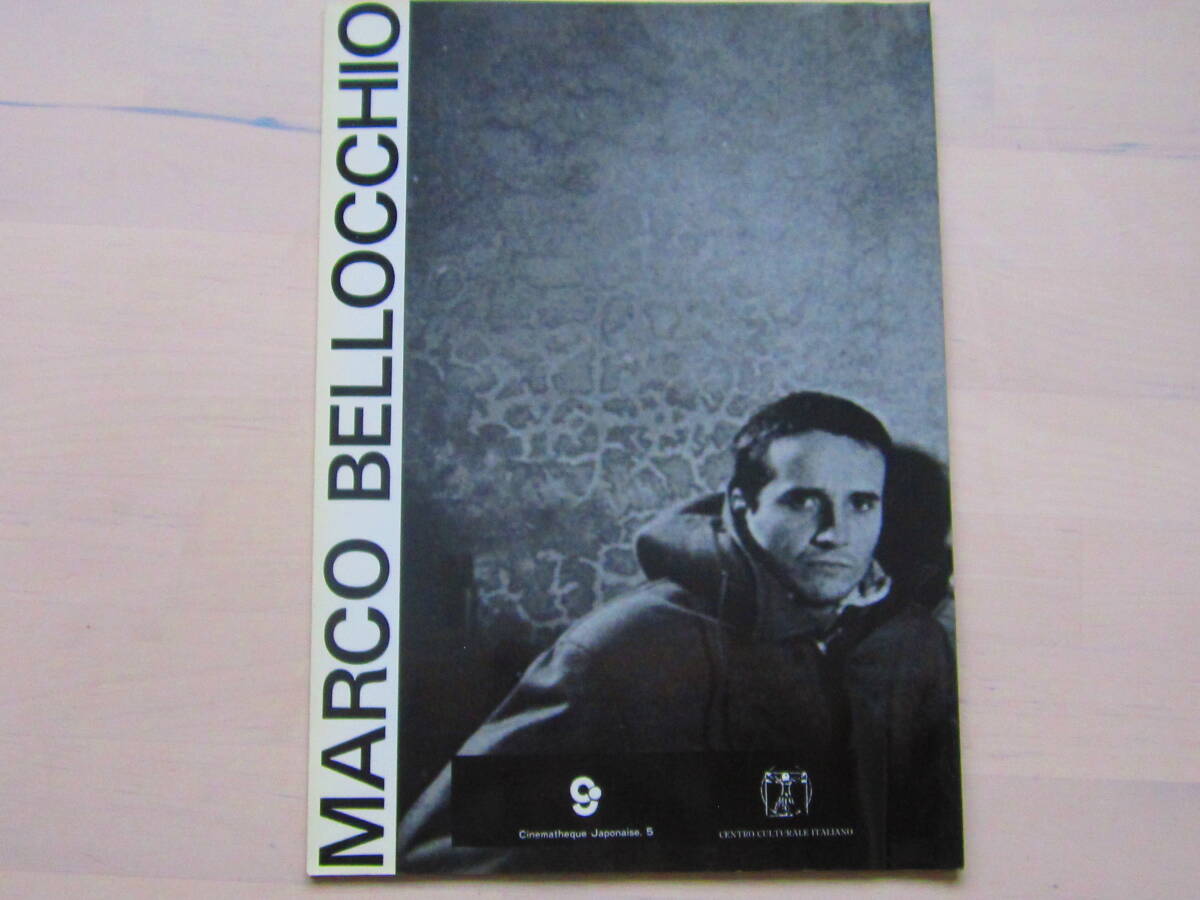 MARCO BELLOCCHIO
Cinematheque Japonaise. 5
CENTRO CULTURALE ITALIANO